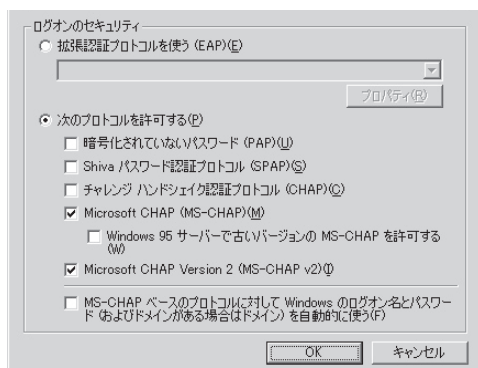 ログオンのセキュリティ
拡張認証プロトコルを使う (EAP)(E)
プロパティ(R)
次のプロトコルを許可する(P)
暗号化されていないパスワード (PAP)(U)
Shiva パスワード認証プロトコル (SPAP)(S)
チャレンジ ハンドシェイク認証プロトコル (CHAP)(C)
Microsoft CHAP (MS-CHAP)(M)
Windows 95 サーバーで古いバージョンの MS-CHAP を許可する
(W)
Microsoft CHAP Version 2 (MS-CHAP v2)(I)
MS-CHAP ベースのプロトコルに対して Windows のログオン名とパスワー
ド (およびドメインがある場合はドメイン) を自動的に使う(F)
OK
キャンセル